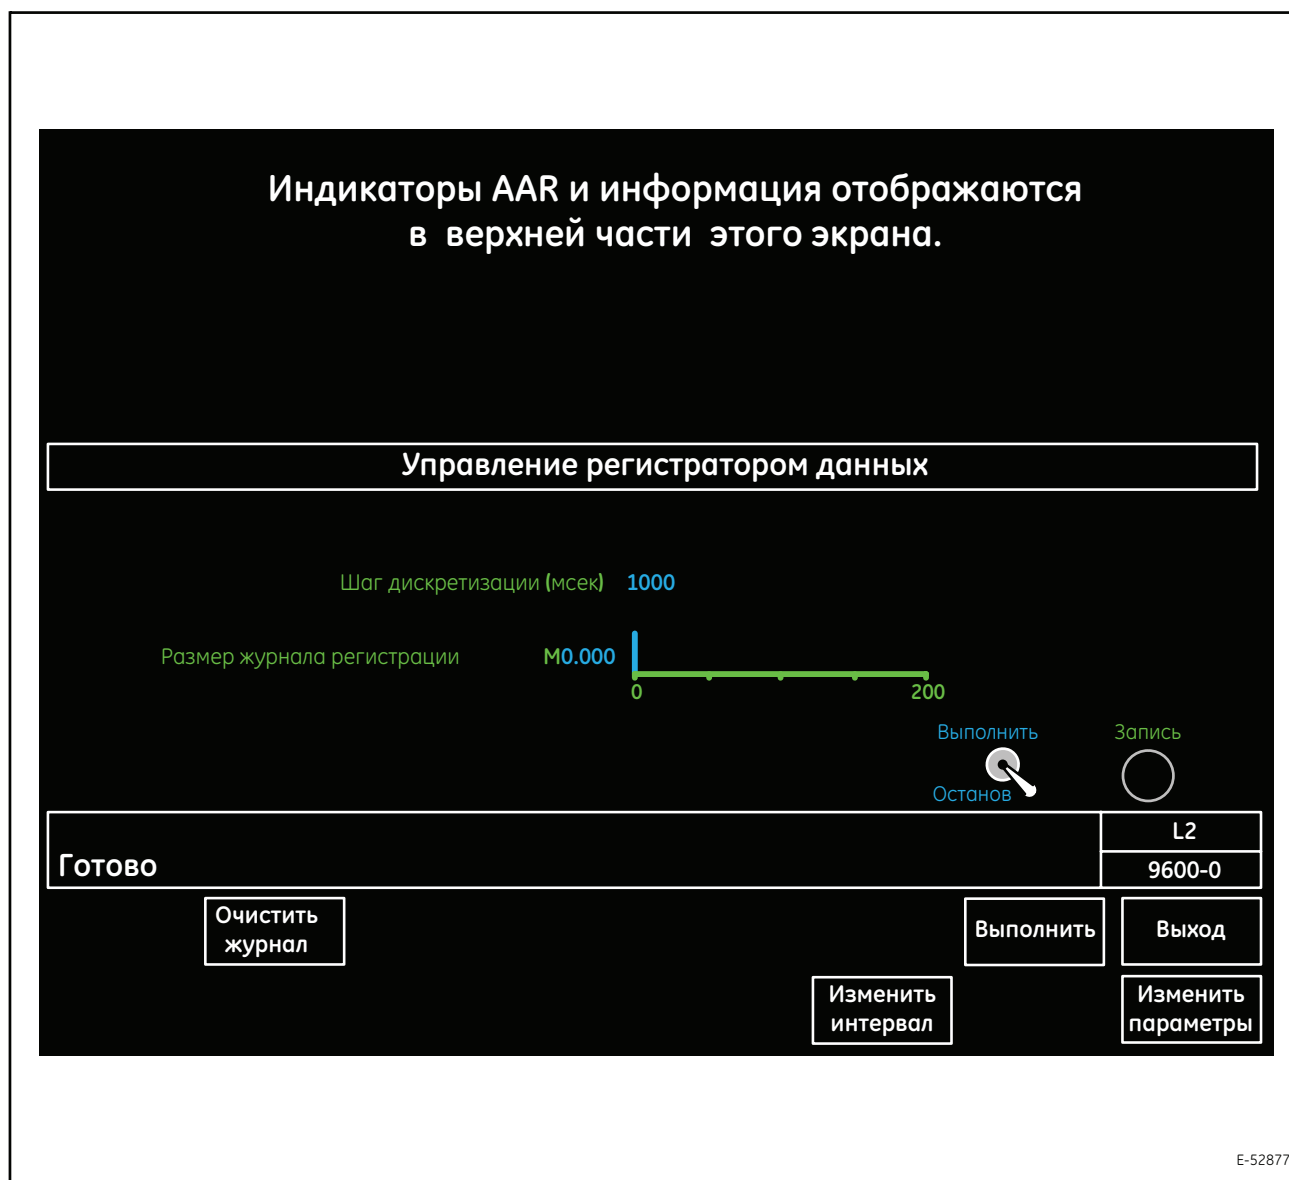 Индикаторы AAR и информация отображаются
в верхней части этого экрана.
Управление регистратором данных
Шаг дискретизации (мсек) 1000
Размер журнала регистрации M0.000
0 200
Выполнить Запись
Останов
L2
Готово
9600-0
Очистить
журнал
Выполнить
Выход
Изменить
интервал
Изменить
параметры
E-52877